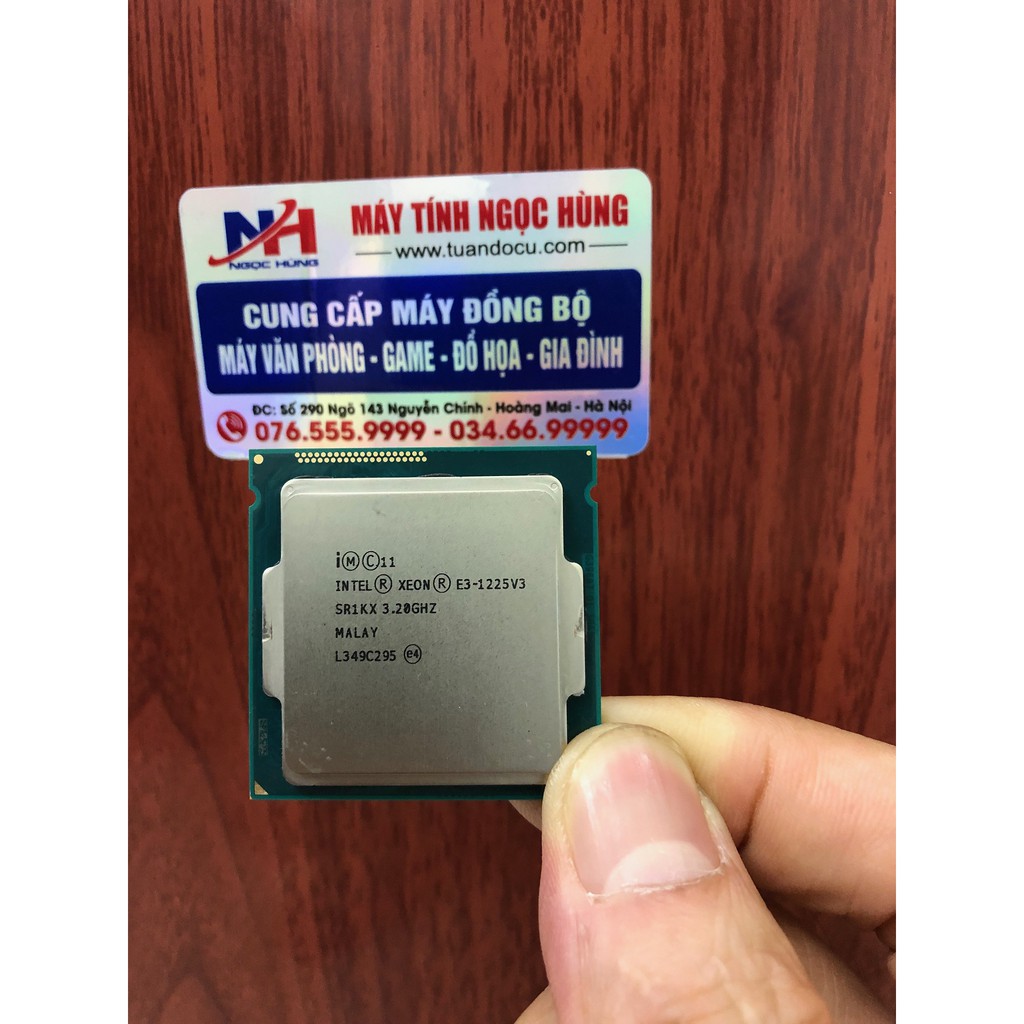 NH
NGỌC HÙNG
MÁY TÍNH NGỌC HÙNG
www.tuandocu.com
CUNG CẤP MÁY ĐỒNG BỘ
MÁY VĂN PHÒNG - GAME - ĐỒ HỌA - GIA ĐÌNH
ĐC: Số 290 Ngõ 143 Nguyễn Chính - Hoàng Mai - Hà Nội
076.555.9999 - 034.66.99999
i Ⓜ Ⓒ11
INTEL® XEON® E3-1225V3
SR1KX 3.20GHZ
MALAY
L349C295 e4